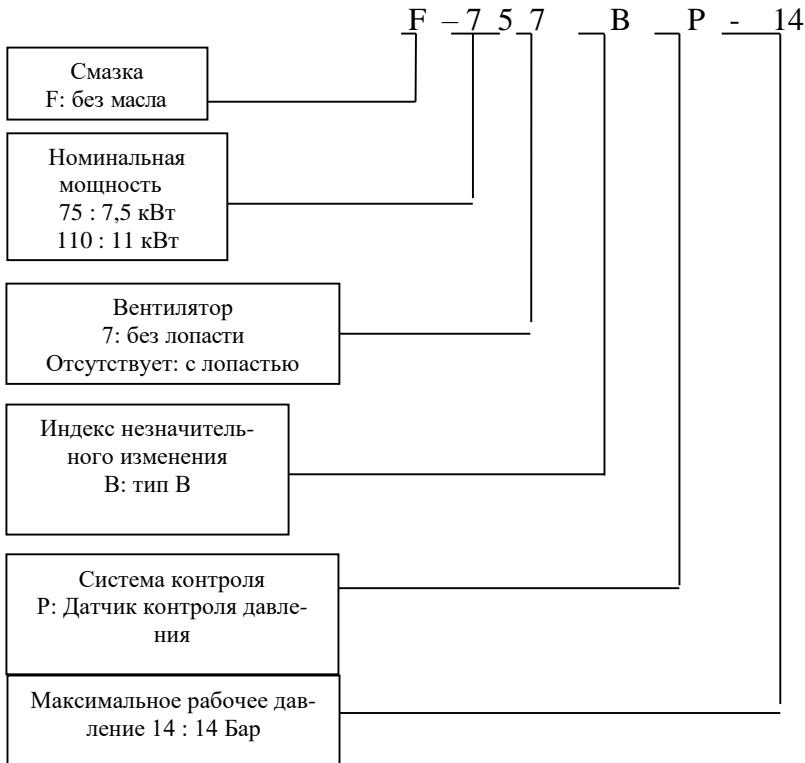 F – 7 5 7 B P - 14
Смазка
F: без масла
Номинальная
мощность
75 : 7,5 кВт
110 : 11 кВт
Вентилятор
7: без лопасти
Отсутствует: с лопастью
Индекс незначитель-
ного изменения
B: тип B
Система контроля
P: Датчик контроля давле-
ния
Максимальное рабочее дав-
ление 14 : 14 Бар